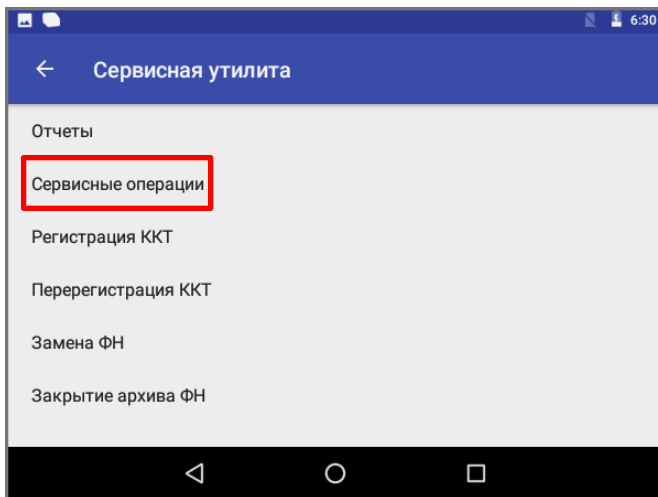 6:30
Сервисная утилита
Отчеты
Сервисные операции
Регистрация ККТ
Перерегистрация ККТ
Замена ФН
Закрытие архива ФН